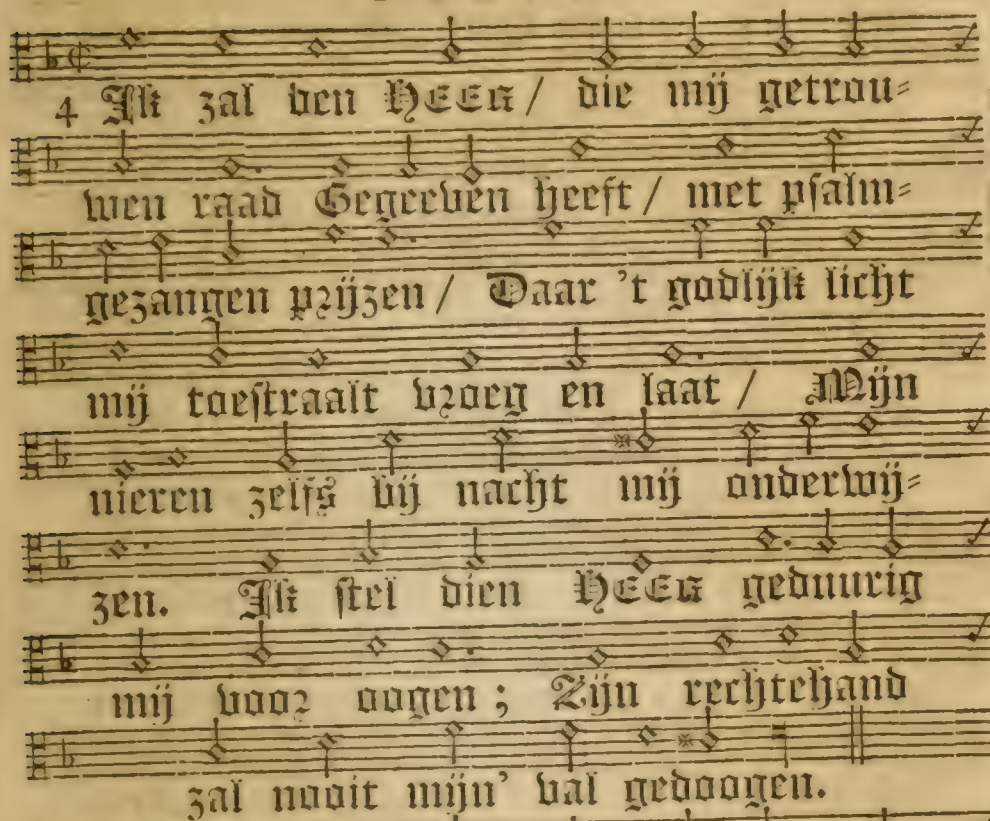 4 Ik zal den HEER / die mij getrou=
wen raad Gegeeven heeft / met psalm=
gezangen prijzen / Daar 't godlijk licht
mij toestraalt vroeg en laat / Mijn
nieren zelfs bij nacht mij onderwij=
zen. Ik stel dien HEER geduurig
mij voor oogen ; Zijn rechtehand
zal nooit mijn' val gedoogen.